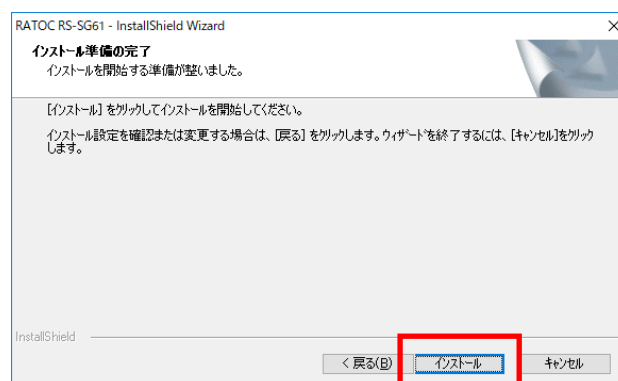 RATOC RS-SG61 - InstallShield Wizard
インストール準備の完了
インストールを開始する準備が整いました。
[インストール] をクリックしてインストールを開始してください。
インストール設定を確認または変更する場合は、[戻る] をクリックします。ウィザードを終了するには、[キャンセル]をクリック
します。
InstallShield
< 戻る(B)
インストール
キャンセル